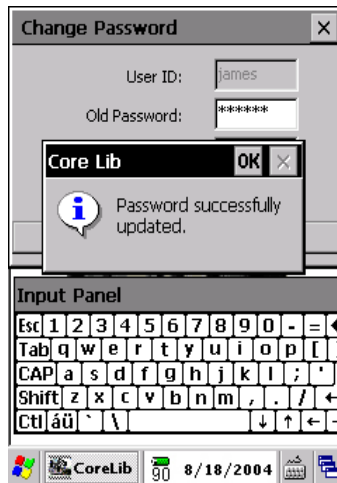 Change Password
User ID: james
Old Password: ******
Core Lib OK
Password successfully
updated.
Input Panel
Esc 1 2 3 4 5 6 7 8 9 0 - =
Tab q w e r t y u i o p [
CAP a s d f g h j k l ; '
Shift z x c v b n m , . /
Ctl áü ` \
CoreLib 90 8/18/2004